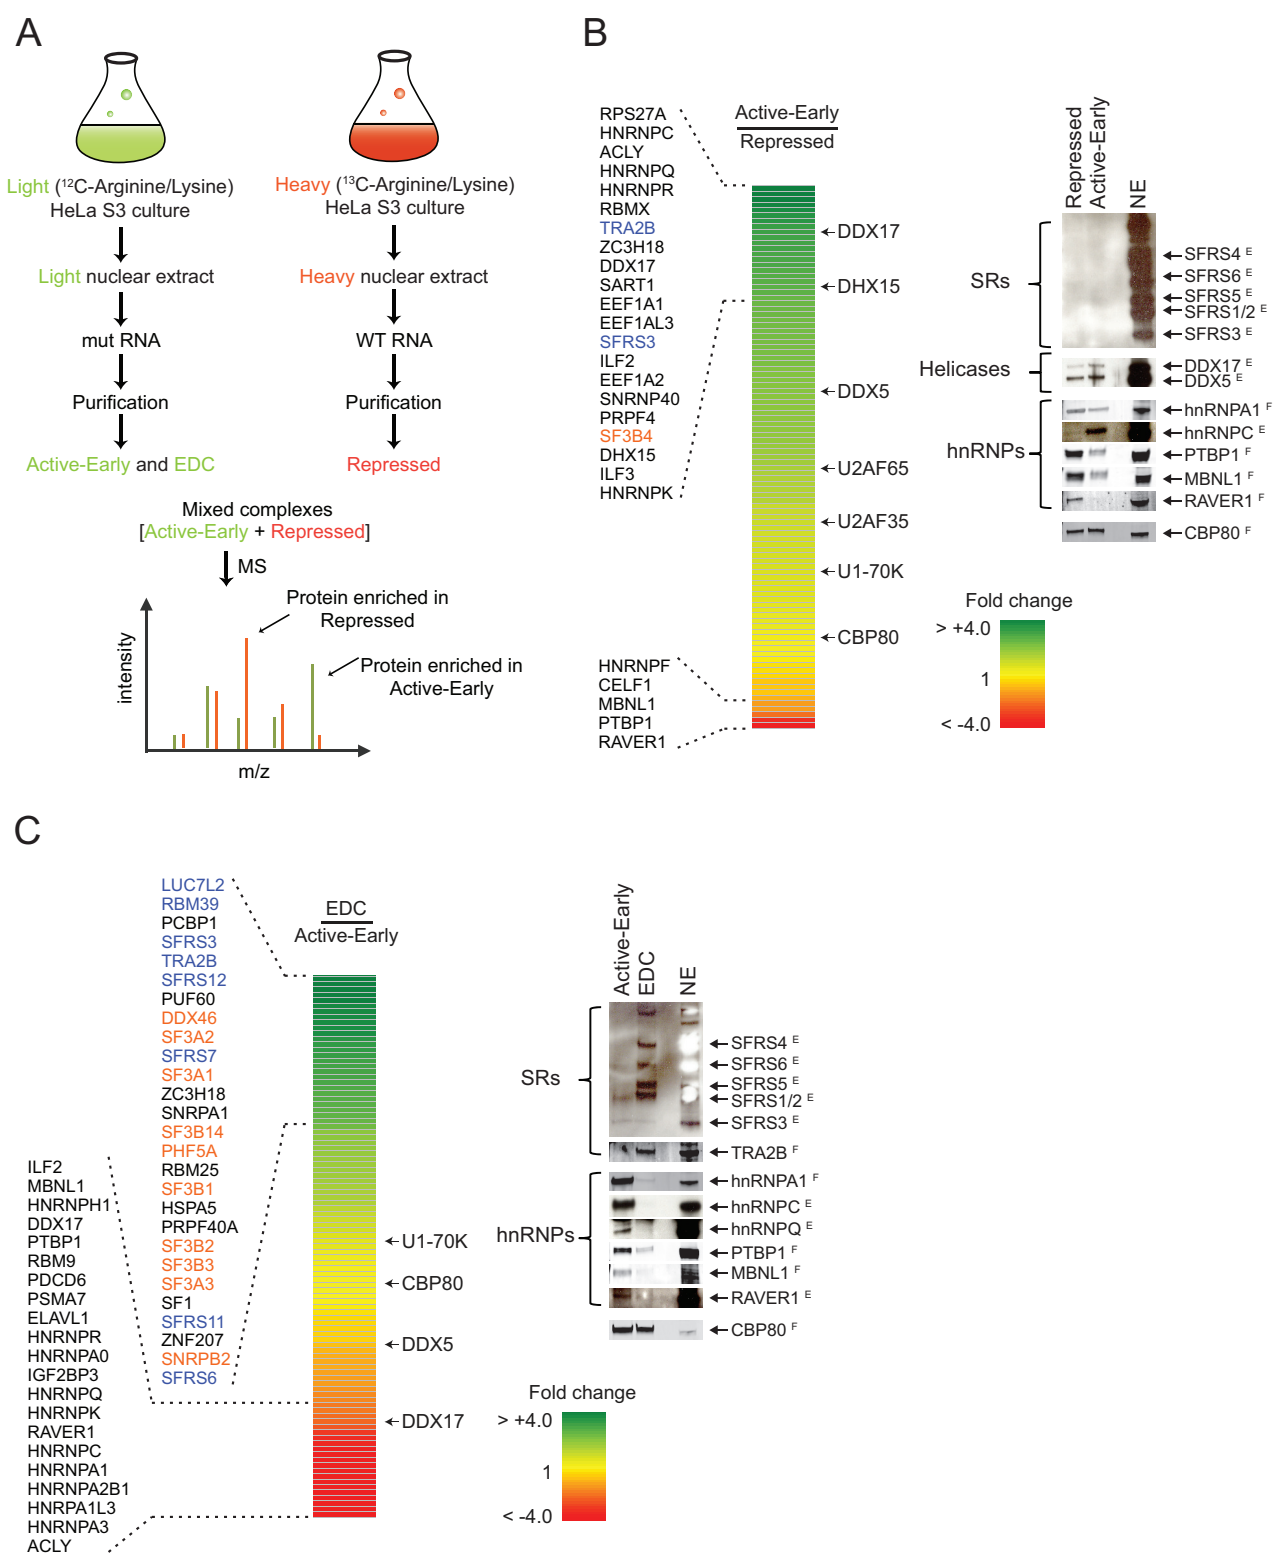 A
Light (¹²C-Arginine/Lysine)
HeLa S3 culture
Heavy (¹³C-Arginine/Lysine)
HeLa S3 culture
Light nuclear extract
Heavy nuclear extract
mut RNA
WT RNA
Purification
Purification
Active-Early and EDC
Repressed
Mixed complexes
[Active-Early + Repressed]
MS
Protein enriched in
Repressed
Protein enriched in
Active-Early
intensity
m/z
B
RPS27A
HNRNPC
ACLY
HNRNPQ
HNRNPR
RBMX
TRA2B
ZC3H18
DDX17
SART1
EEF1A1
EEF1AL3
SFRS3
ILF2
EEF1A2
SNRNP40
PRPF4
SF3B4
DHX15
ILF3
HNRNPK
HNRNPF
CELF1
MBNL1
PTBP1
RAVER1
Active-Early
Repressed
DDX17
DHX15
DDX5
U2AF65
U2AF35
U1-70K
CBP80
Repressed
Active-Early
NE
SRs
SFRS4 E
SFRS6 E
SFRS5 E
SFRS1/2 E
SFRS3 E
Helicases
DDX17 E
DDX5 E
hnRNPs
hnRNPA1 F
hnRNPC E
PTBP1 F
MBNL1 F
RAVER1 F
CBP80 F
Fold change
> +4.0
1
< -4.0
C
LUC7L2
RBM39
PCBP1
SFRS3
TRA2B
SFRS12
PUF60
DDX46
SF3A2
SFRS7
SF3A1
ZC3H18
SNRPA1
SF3B14
PHF5A
RBM25
SF3B1
HSPA5
PRPF40A
SF3B2
SF3B3
SF3A3
SF1
SFRS11
ZNF207
SNRPB2
SFRS6
ILF2
MBNL1
HNRNPH1
DDX17
PTBP1
RBM9
PDCD6
PSMA7
ELAVL1
HNRNPR
HNRNPA0
IGF2BP3
HNRNPQ
HNRNPK
RAVER1
HNRNPC
HNRNPA1
HNRNPA2B1
HNRPA1L3
HNRNPA3
ACLY
EDC
Active-Early
U1-70K
CBP80
DDX5
DDX17
Active-Early
EDC
NE
SRs
SFRS4 E
SFRS6 E
SFRS5 E
SFRS1/2 E
SFRS3 E
TRA2B F
hnRNPs
hnRNPA1 F
hnRNPC E
hnRNPQ E
PTBP1 F
MBNL1 F
RAVER1 E
CBP80 F
Fold change
> +4.0
1
< -4.0